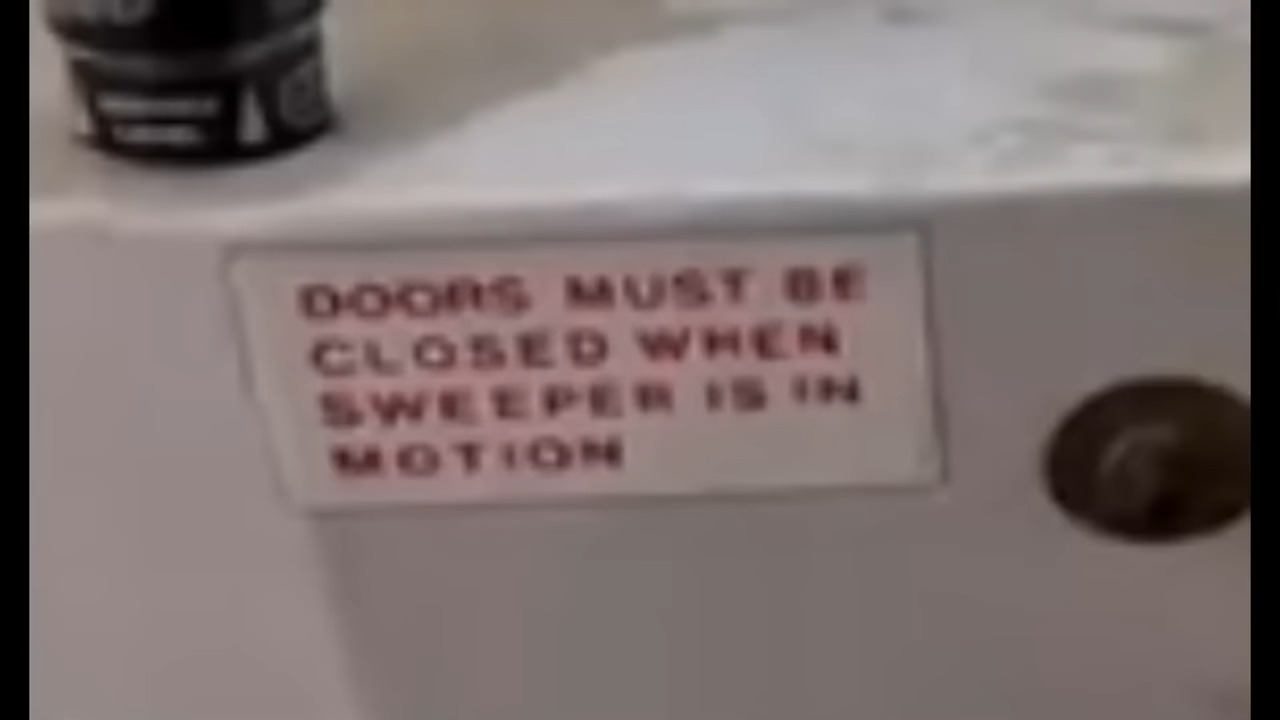 DOORS MUST BE
CLOSED WHEN
SWEEPER IS IN
MOTION